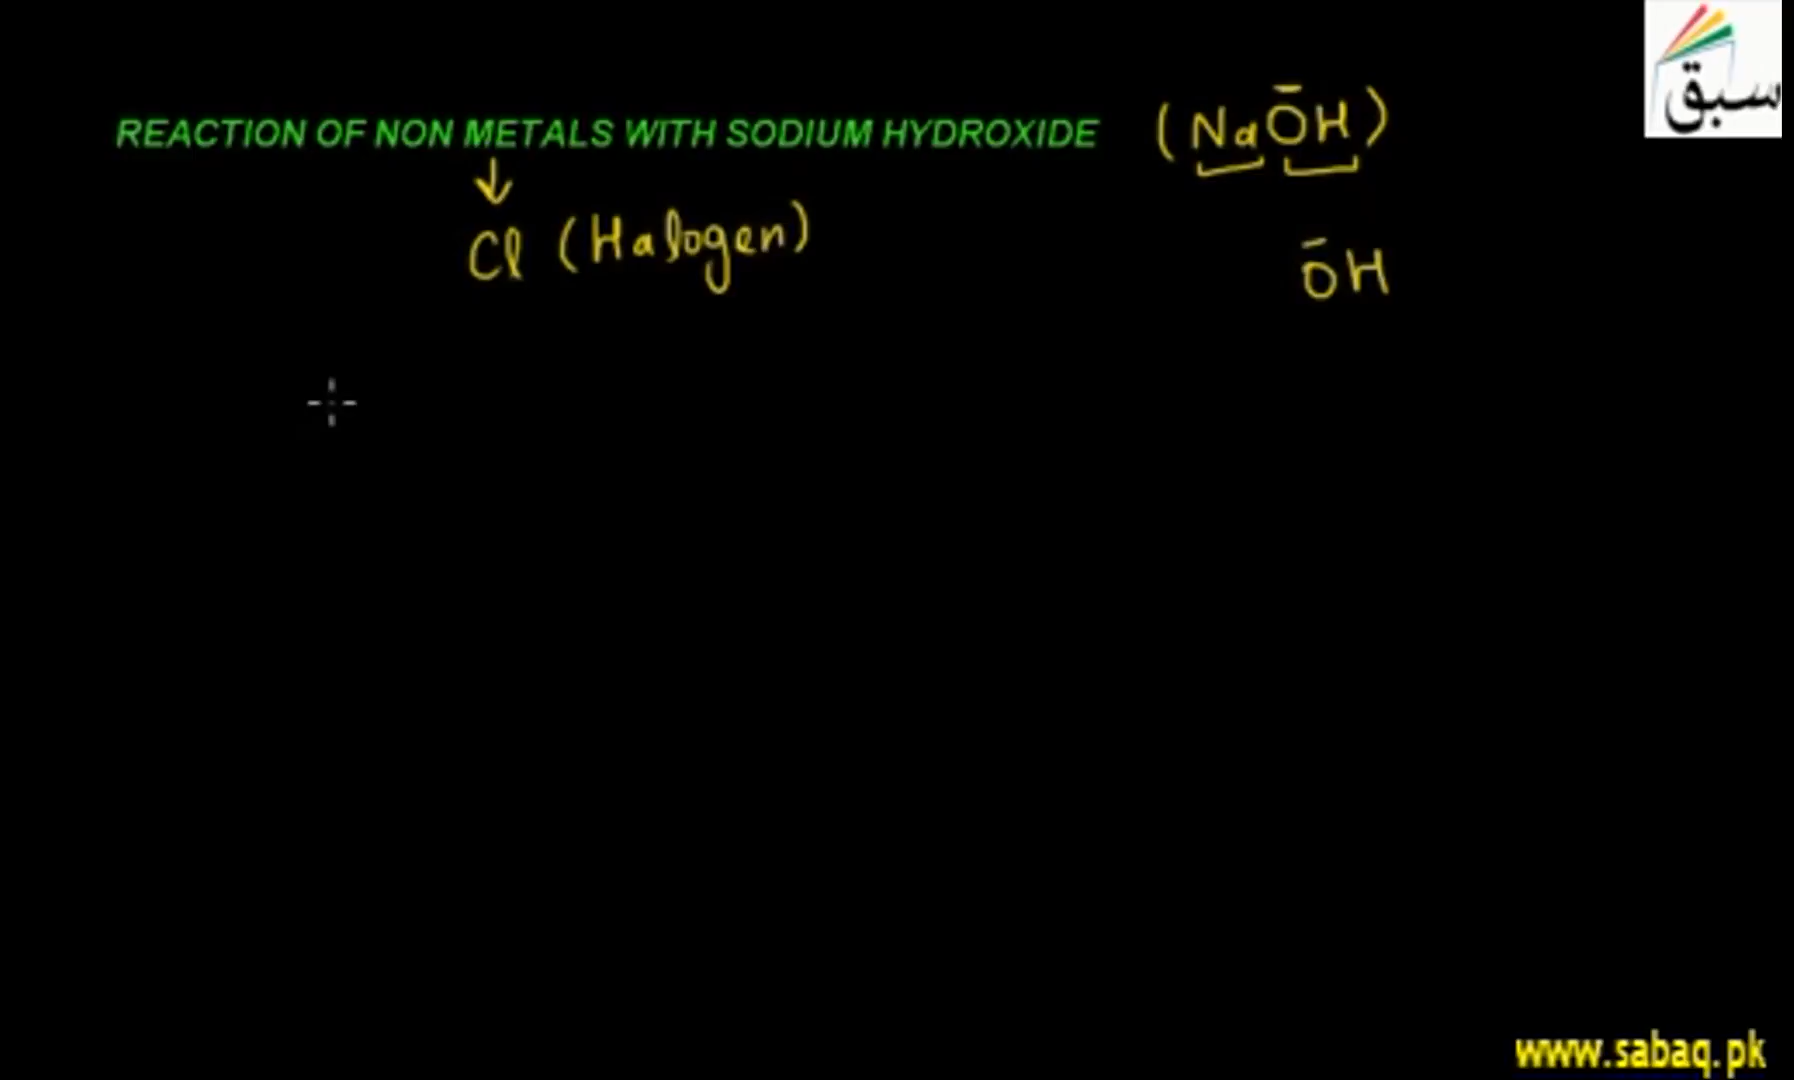 سبق
REACTION OF NON METALS WITH SODIUM HYDROXIDE (NaŌH)
Cl (Halogen)
ŌH
www.sabaq.pk